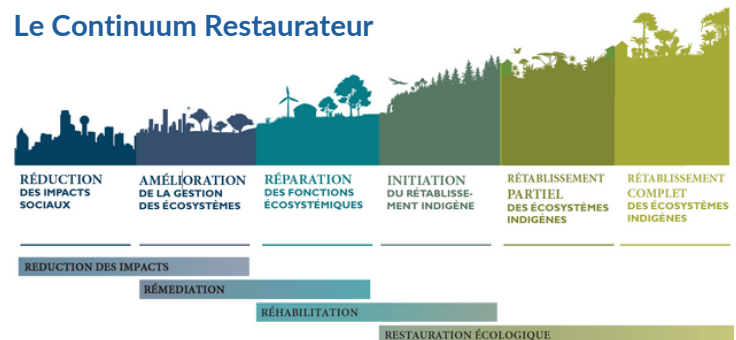 Le Continuum Restaurateur
RÉDUCTION
DES IMPACTS
SOCIAUX
AMÉLIORATION
DE LA GESTION
DES ÉCOSYSTÈMES
RÉPARATION
DES FONCTIONS
ÉCOSYSTÉMIQUES
INITIATION
DU RÉTABLISSE-
MENT INDIGÈNE
RÉTABLISSEMENT
PARTIEL
DES ÉCOSYSTÈMES
INDIGÈNES
RÉTABLISSEMENT
COMPLET
DES ÉCOSYSTÈMES
INDIGÈNES
REDUCTION DES IMPACTS
RÉMEDIATION
RÉHABILITATION
RESTAURATION ÉCOLOGIQUE